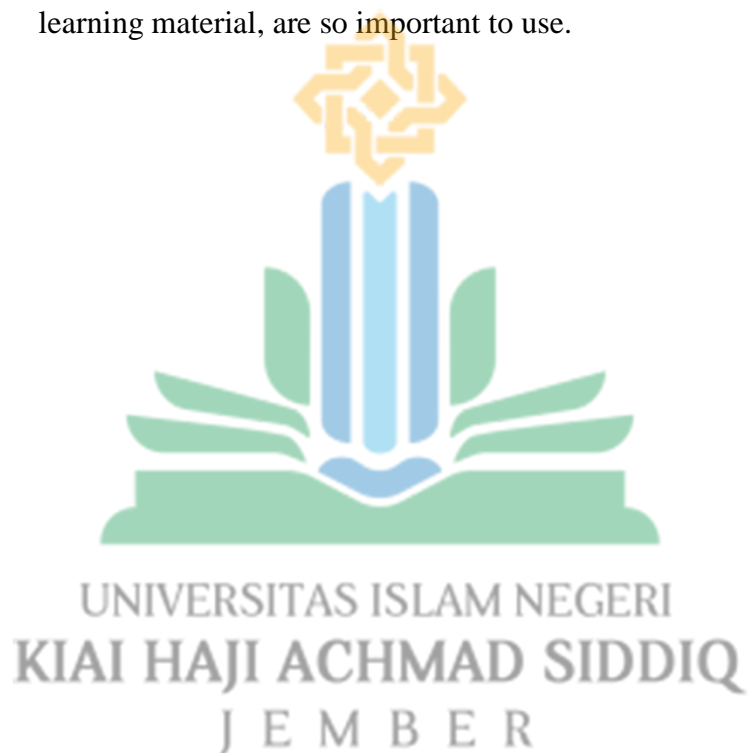 learning material, are so important to use.
UNIVERSITAS ISLAM NEGERI
KIAI HAJI ACHMAD SIDDIQ
J E M B E R